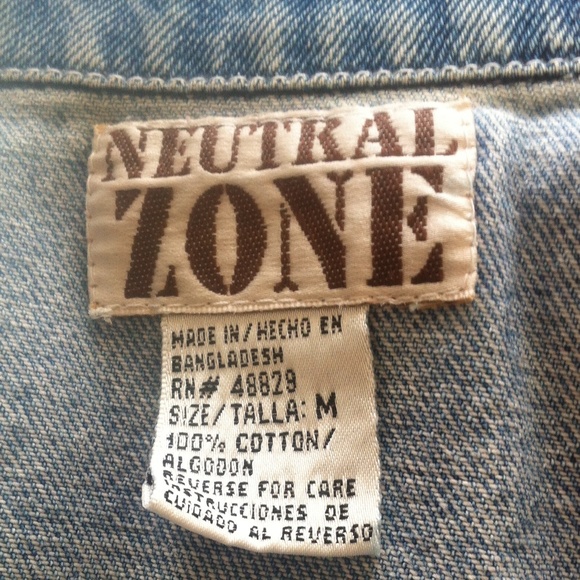 NEUTRAL
ZONE
MADE IN/HECHO EN
BANGLADESH
RN# 48829
SIZE/TALLA: M
100% COTTON/
ALGODON
REVERSE FOR CARE
INSTRUCCIONES DE
CUIDADO AL REVERSO